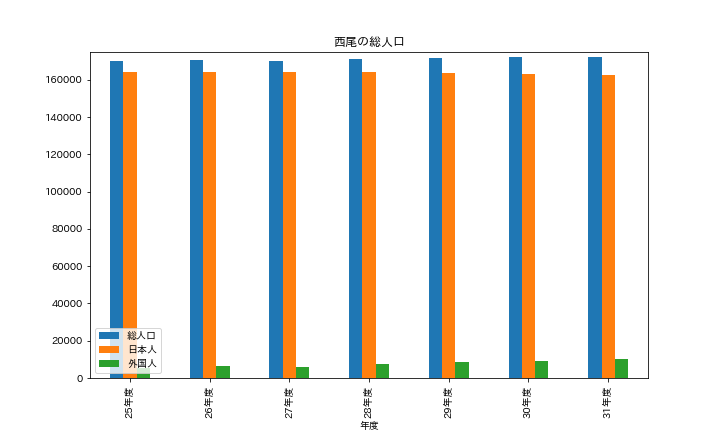 西尾の総人口
160000
140000
120000
100000
80000
60000
40000
20000
0
総人口
日本人
外国人
25年度
26年度
27年度
28年度
29年度
30年度
31年度
年度